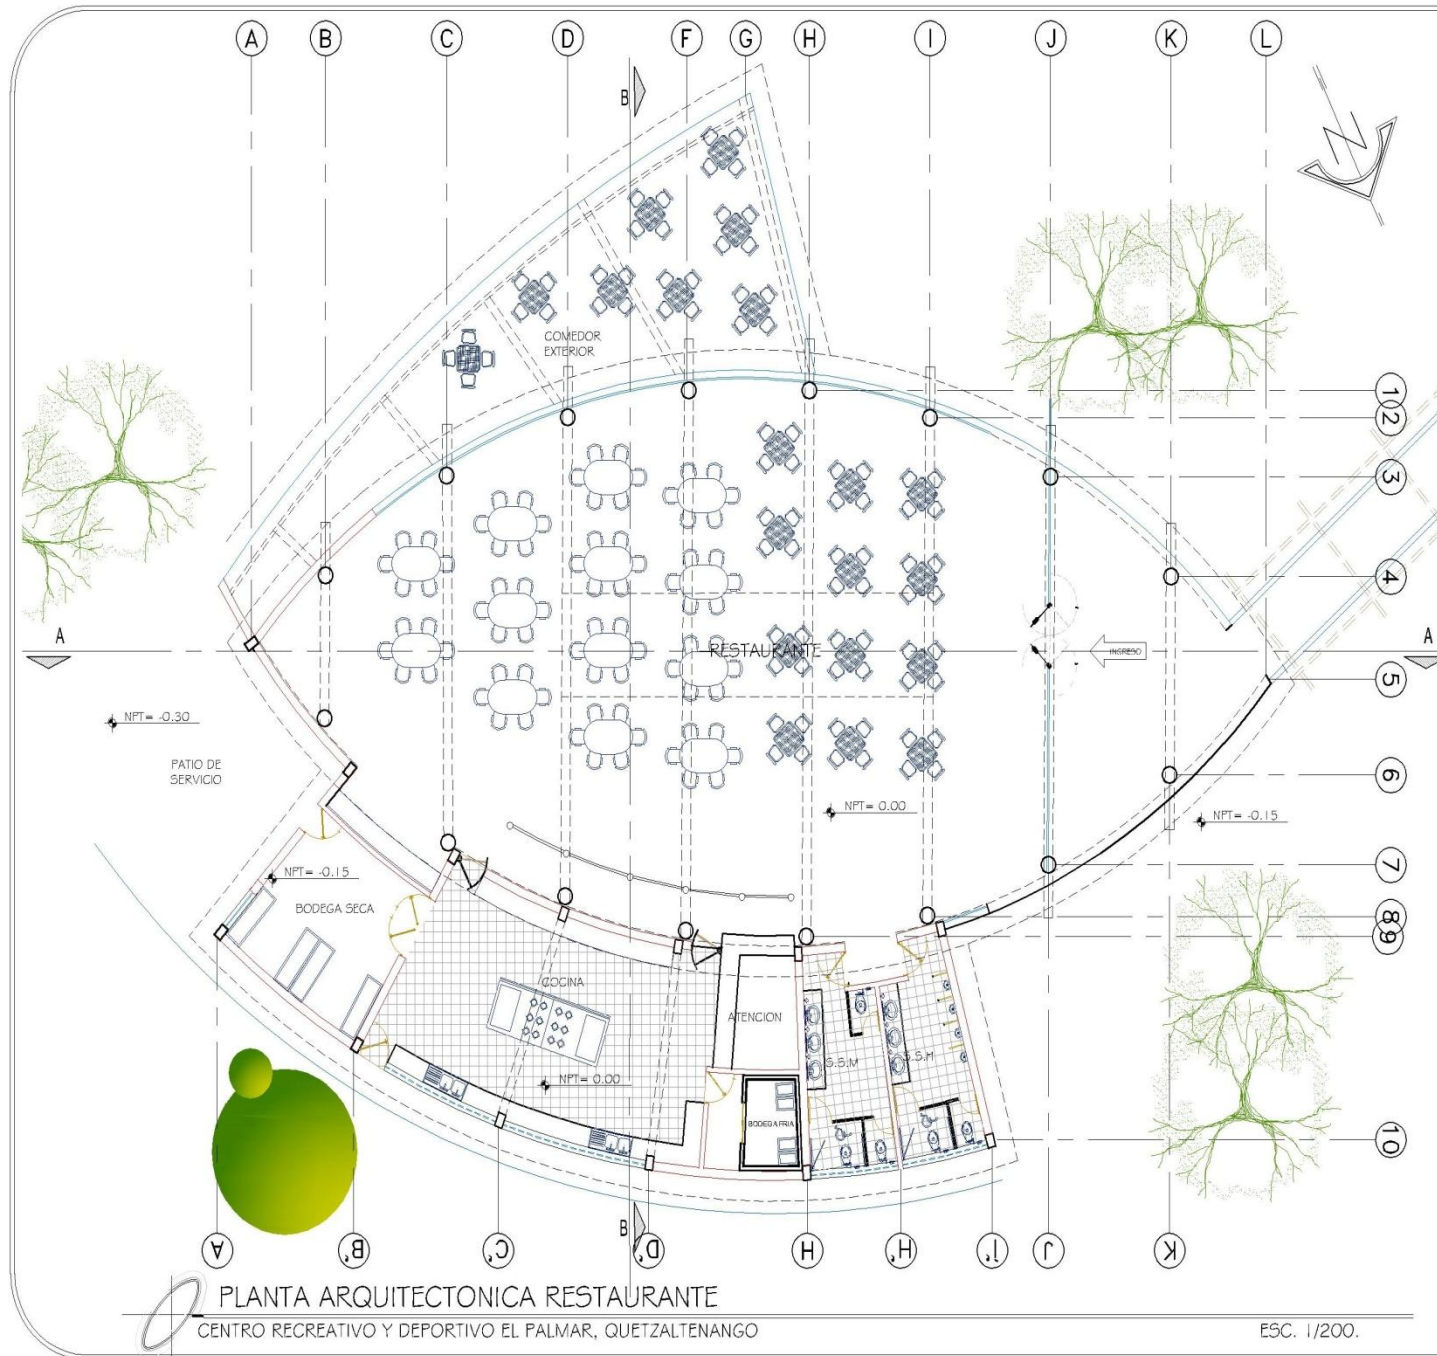 A B C D F G H I J K L
B
N
COMEDOR
EXTERIOR
1
2
3
4
RESTAURANTE
INGRESO
A
A
5
NPT= -0.30
PATIO DE
SERVICIO
6
NPT= 0.00
NPT= -0.15
7
NPT= -0.15
BODEGA SECA
8
9
COCINA
ATENCION
S.S.M
S.S.H
NPT= 0.00
BODEGA FRIA
10
B
A B' C' D' H H' I' J K
PLANTA ARQUITECTONICA RESTAURANTE
CENTRO RECREATIVO Y DEPORTIVO EL PALMAR, QUETZALTENANGO
ESC. 1/200.